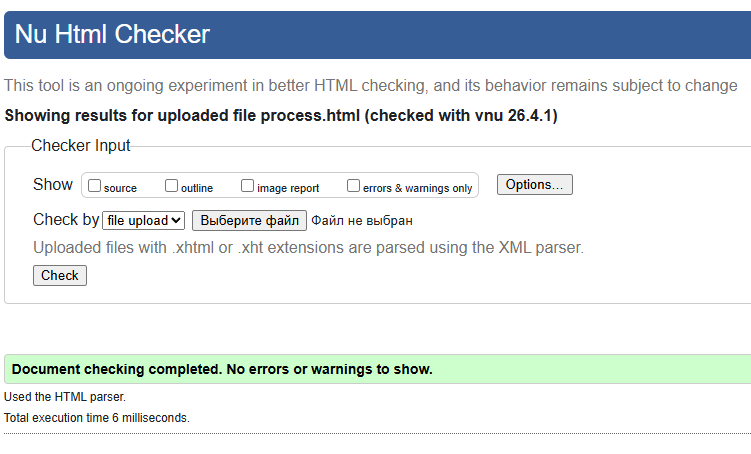 Nu Html Checker
This tool is an ongoing experiment in better HTML checking, and its behavior remains subject to change
Showing results for uploaded file process.html (checked with vnu 26.4.1)
Checker Input
Show source outline image report errors & warnings only Options...
Check by file upload Выберите файл Файл не выбран
Uploaded files with .xhtml or .xht extensions are parsed using the XML parser.
Check
Document checking completed. No errors or warnings to show.
Used the HTML parser.
Total execution time 6 milliseconds.